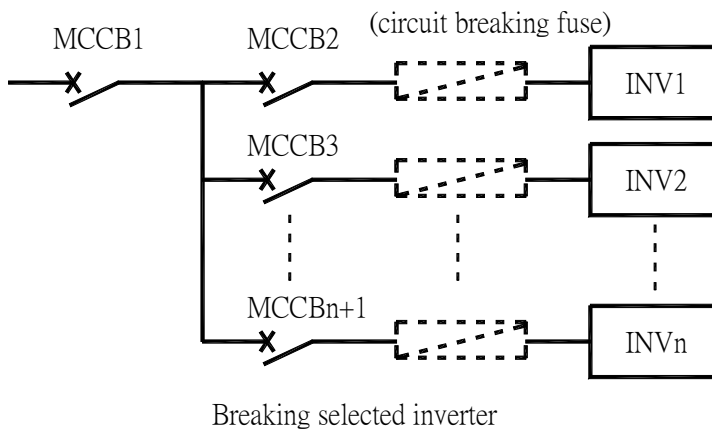 (circuit breaking fuse)
MCCB1
MCCB2
INV1
MCCB3
INV2
MCCBn+1
INVn
Breaking selected inverter